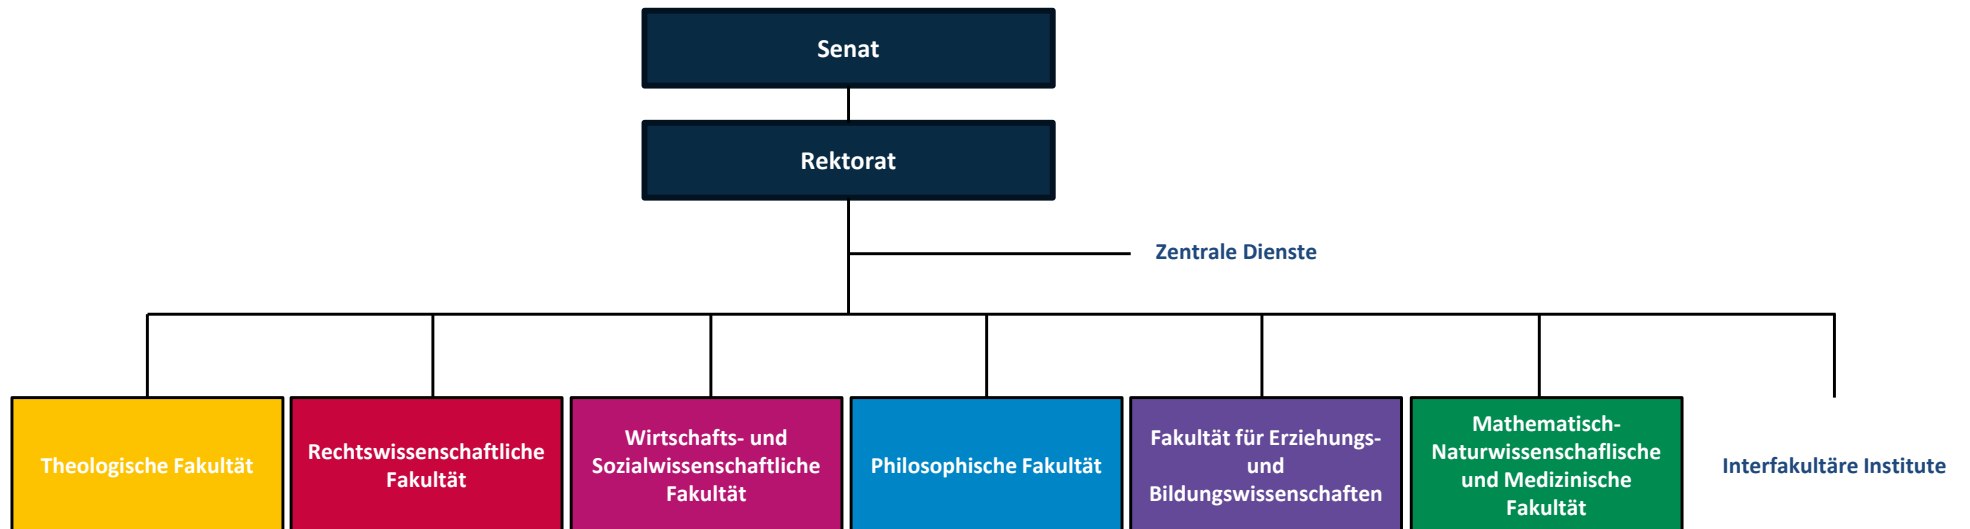 Senat
Rektorat
Zentrale Dienste
Theologische Fakultät
Rechtswissenschaftliche
Fakultät
Wirtschafts- und
Sozialwissenschaftliche
Fakultät
Philosophische Fakultät
Fakultät für Erziehungs-
und
Bildungswissenschaften
Mathematisch-
Naturwissenschaflische
und Medizinische
Fakultät
Interfakultäre Institute